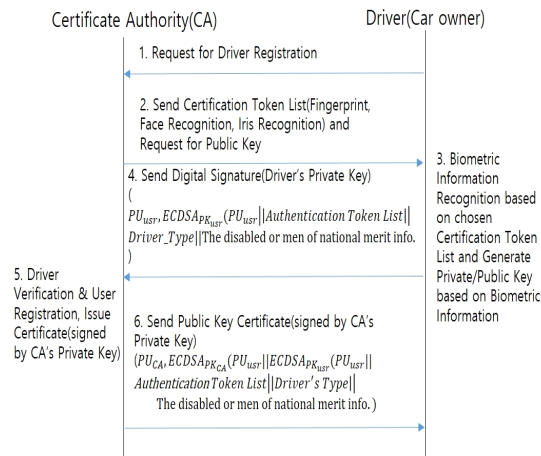 Certificate Authority(CA)
Driver(Car owner)
1. Request for Driver Registration
2. Send Certification Token List(Fingerprint,
Face Recognition, Iris Recognition) and
Request for Public Key
3. Biometric
Information
Recognition based
on chosen
Certification Token
List and Generate
Private/Public Key
based on Biometric
Information
4. Send Digital Signature(Driver's Private Key)
(
PU_usr, ECDSA_PK_usr(PU_usr||Authentication Token List||
Driver_Type||The disabled or men of national merit info.
)
5. Driver
Verification & User
Registration, Issue
Certificate(signed
by CA's Private Key)
6. Send Public Key Certificate(signed by CA's
Private Key)
(PU_CA, ECDSA_PK_CA(PU_usr||ECDSA_PK_usr(PU_usr||
Authentication Token List||Driver's Type||
The disabled or men of national merit info.)